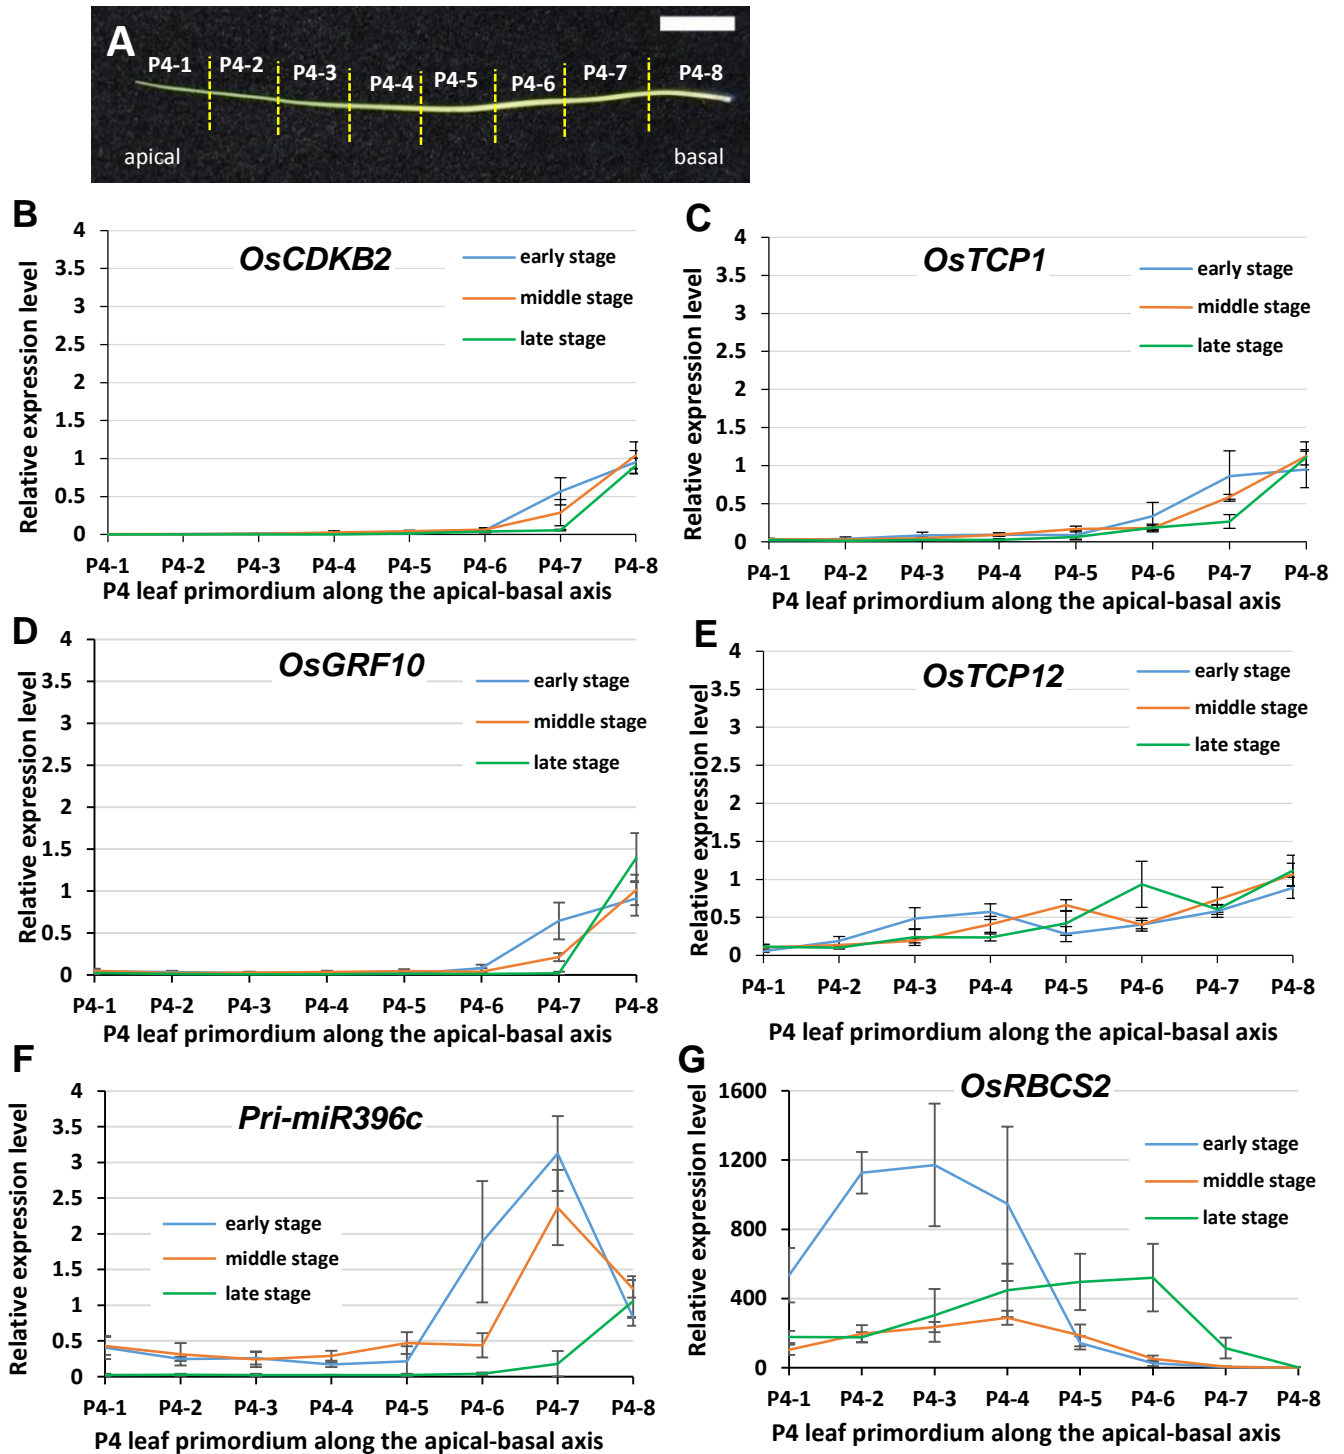 A
P4-1 P4-2 P4-3 P4-4 P4-5 P4-6 P4-7 P4-8
apical basal
B
OsCDKB2
Relative expression level
4
3.5
3
2.5
2
1.5
1
0.5
0
early stage
middle stage
late stage
P4-1 P4-2 P4-3 P4-4 P4-5 P4-6 P4-7 P4-8
P4 leaf primordium along the apical-basal axis
C
OsTCP1
Relative expression level
4
3.5
3
2.5
2
1.5
1
0.5
0
early stage
middle stage
late stage
P4-1 P4-2 P4-3 P4-4 P4-5 P4-6 P4-7 P4-8
P4 leaf primordium along the apical-basal axis
D
OsGRF10
Relative expression level
4
3.5
3
2.5
2
1.5
1
0.5
0
early stage
middle stage
late stage
P4-1 P4-2 P4-3 P4-4 P4-5 P4-6 P4-7 P4-8
P4 leaf primordium along the apical-basal axis
E
OsTCP12
Relative expression level
4
3.5
3
2.5
2
1.5
1
0.5
0
early stage
middle stage
late stage
P4-1 P4-2 P4-3 P4-4 P4-5 P4-6 P4-7 P4-8
P4 leaf primordium along the apical-basal axis
F
Pri-miR396c
Relative expression level
4
3.5
3
2.5
2
1.5
1
0.5
0
early stage
middle stage
late stage
P4-1 P4-2 P4-3 P4-4 P4-5 P4-6 P4-7 P4-8
P4 leaf primordium along the apical-basal axis
G
OsRBCS2
Relative expression level
1600
1200
800
400
0
early stage
middle stage
late stage
P4-1 P4-2 P4-3 P4-4 P4-5 P4-6 P4-7 P4-8
P4 leaf primordium along the apical-basal axis